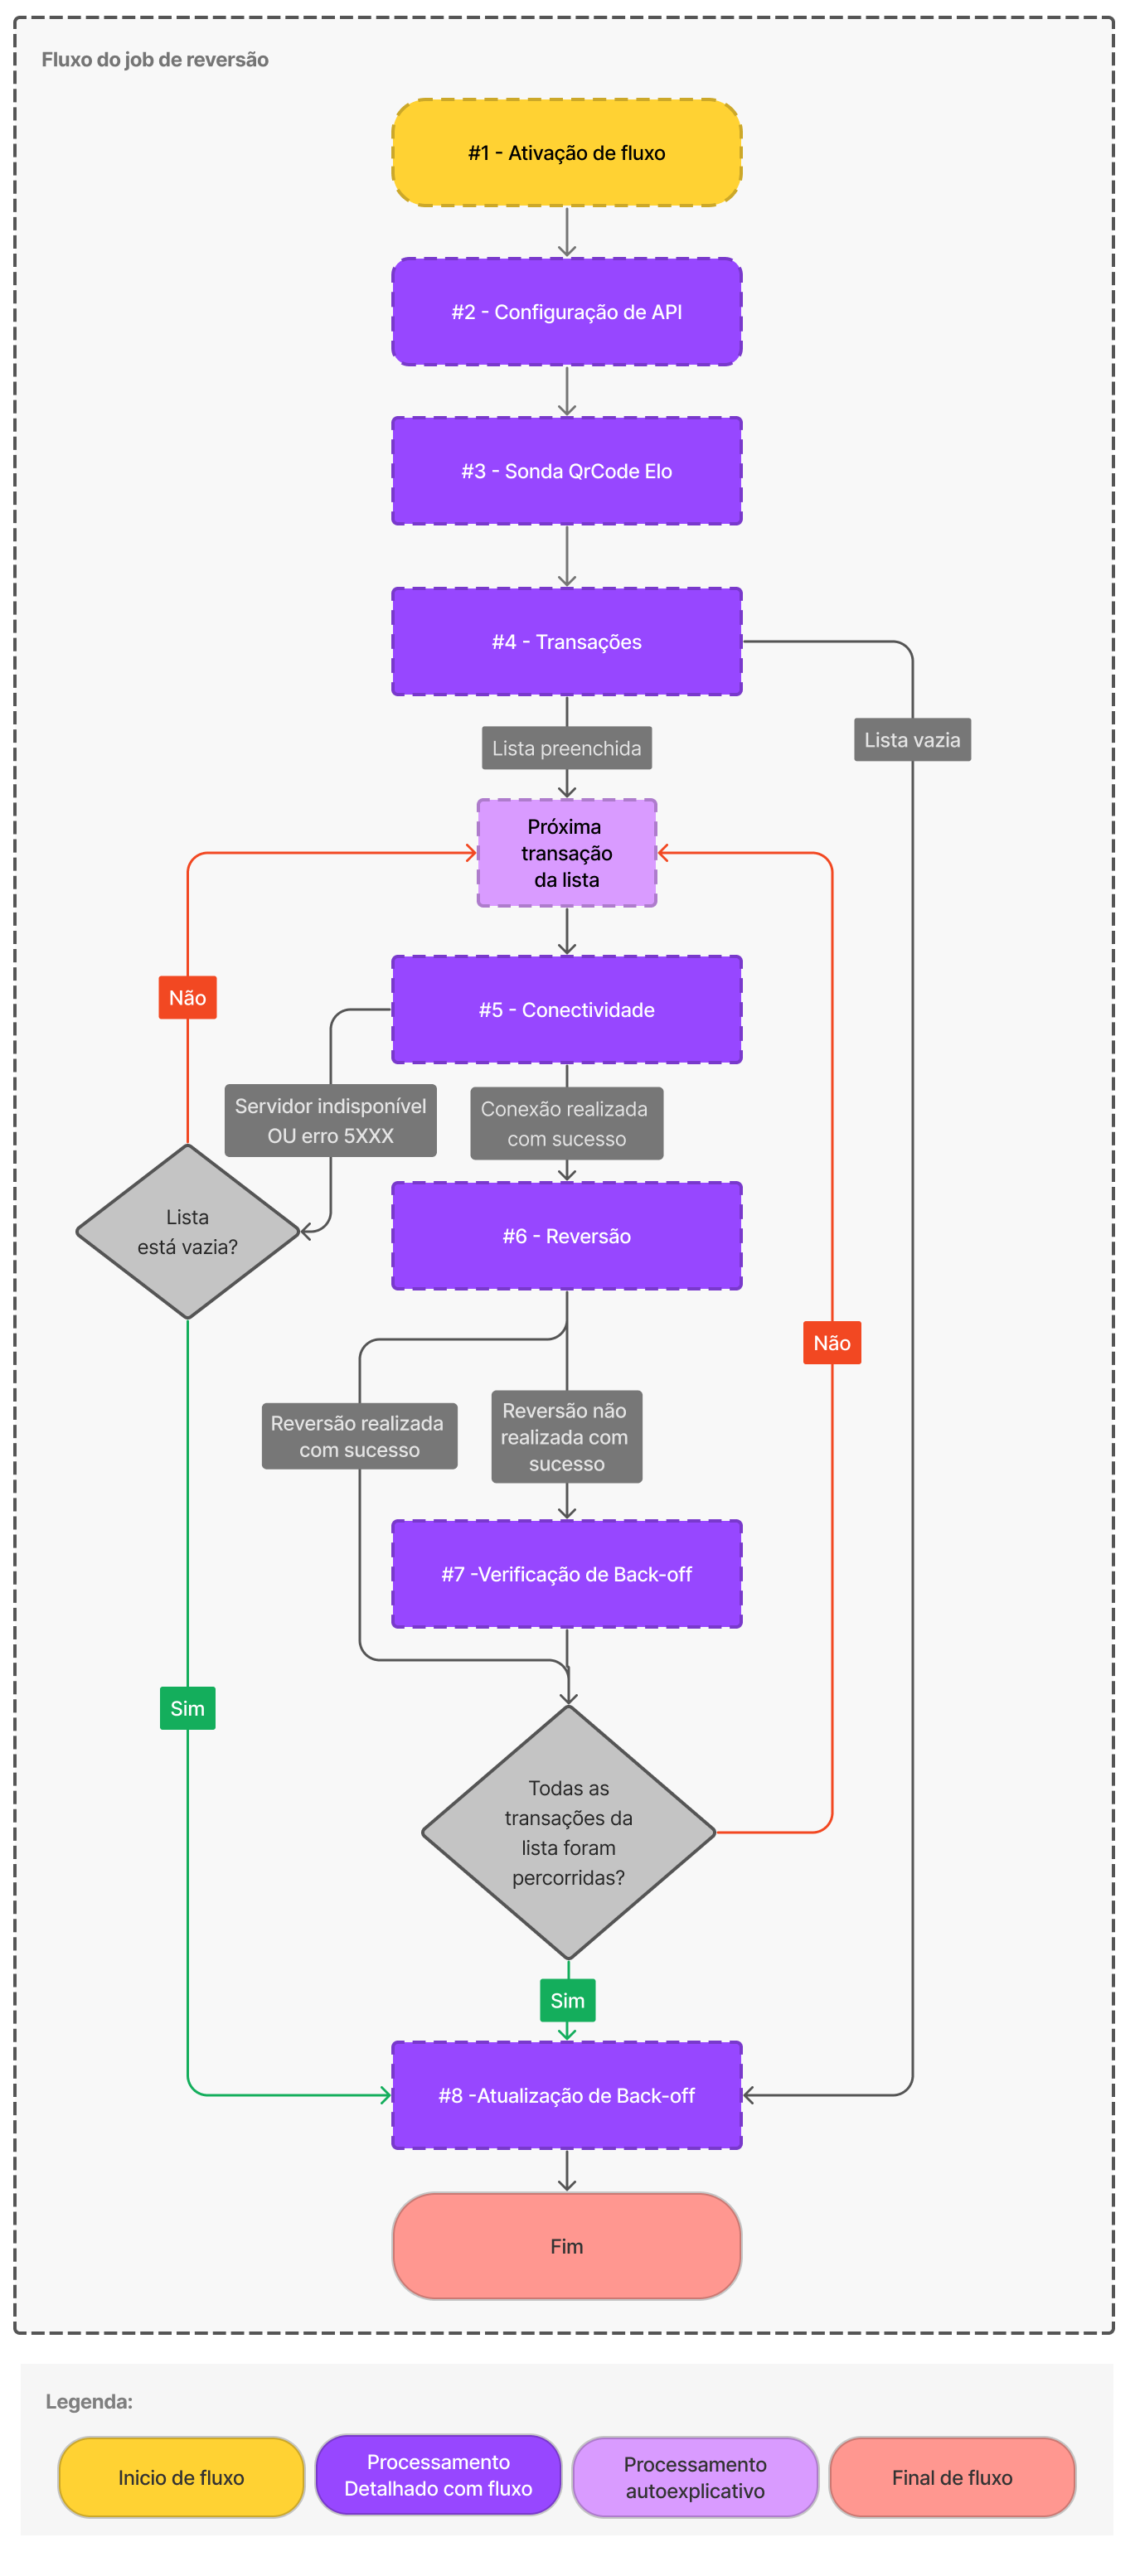 Fluxo do job de reversão
#1 - Ativação de fluxo
#2 - Configuração de API
#3 - Sonda QrCode Elo
#4 - Transações
Lista preenchida
Lista vazia
Próxima
transação
da lista
Não
#5 - Conectividade
Servidor indisponível
OU erro 5XXX
Conexão realizada
com sucesso
Lista
está vazia?
#6 - Reversão
Não
Reversão realizada
com sucesso
Reversão não
realizada com
sucesso
#7 -Verificação de Back-off
Sim
Todas as
transações da
lista foram
percorridas?
Sim
#8 -Atualização de Back-off
Fim
Legenda:
Inicio de fluxo
Processamento
Detalhado com fluxo
Processamento
autoexplicativo
Final de fluxo